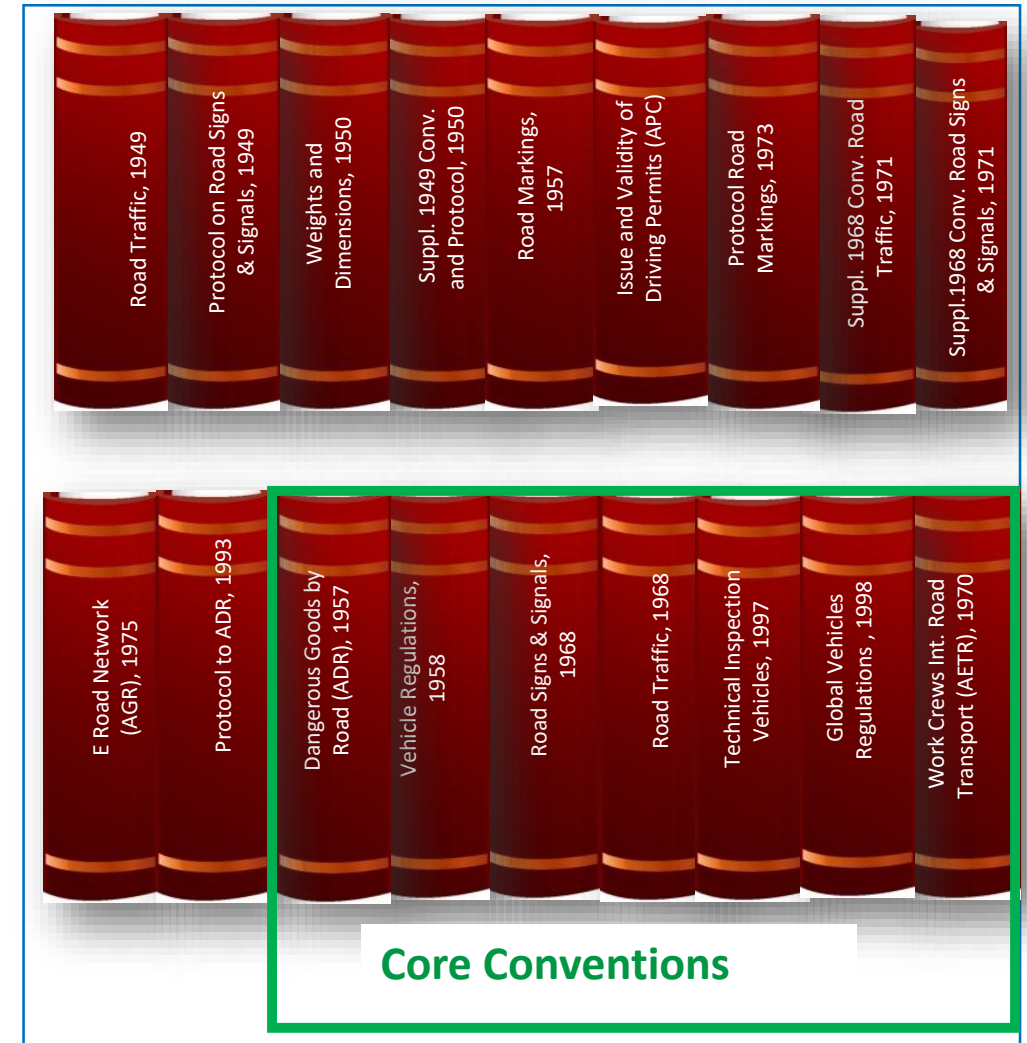 Road Traffic, 1949
Protocol on Road Signs
& Signals, 1949
Weights and
Dimensions, 1950
Suppl. 1949 Conv.
and Protocol, 1950
Road Markings,
1957
Issue and Validity of
Driving Permits (APC)
Protocol Road
Markings, 1973
Suppl. 1968 Conv. Road
Traffic, 1971
Suppl.1968 Conv. Road Signs
& Signals, 1971
E Road Network
(AGR), 1975
Protocol to ADR, 1993
Dangerous Goods by
Road (ADR), 1957
Vehicle Regulations,
1958
Road Signs & Signals,
1968
Road Traffic, 1968
Technical Inspection
Vehicles, 1997
Global Vehicles
Regulations , 1998
Work Crews Int. Road
Transport (AETR), 1970
Core Conventions